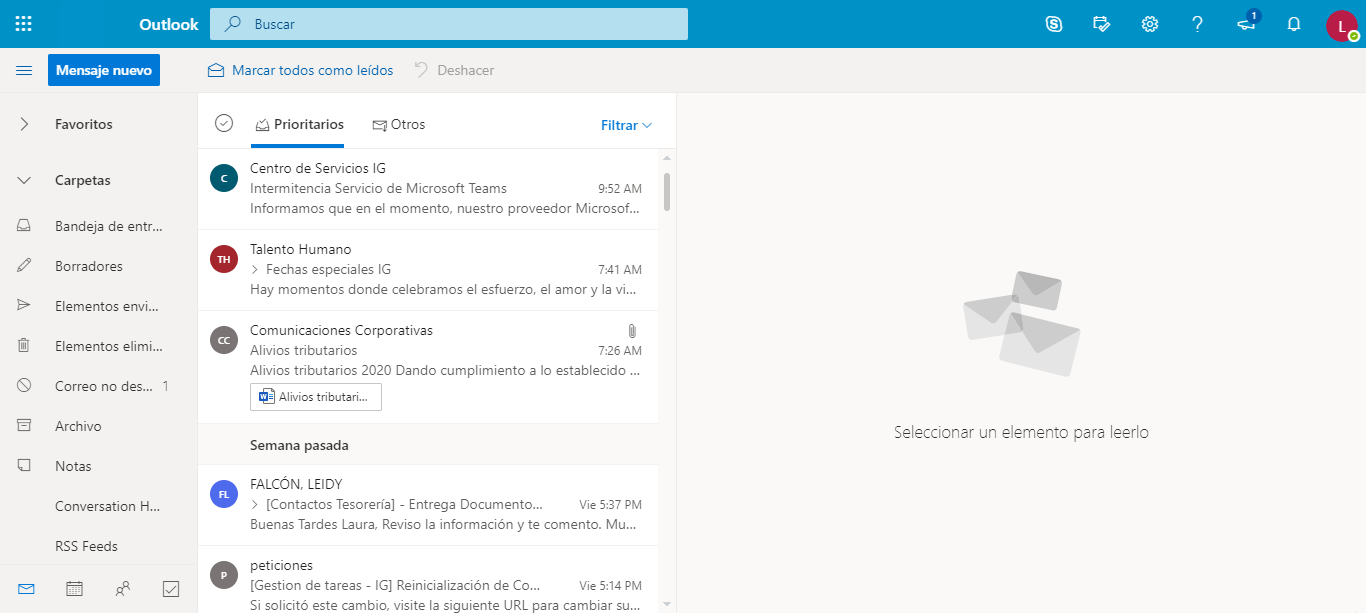 Outlook
Buscar
1
L
Mensaje nuevo
Marcar todos como leídos
Deshacer
Favoritos
Carpetas
Bandeja de entr...
Borradores
Elementos envi...
Elementos elimi...
Correo no des... 1
Archivo
Notas
Conversation H...
RSS Feeds
Prioritarios
Otros
Filtrar
C
Centro de Servicios IG
Intermitencia Servicio de Microsoft Teams 9:52 AM
Informamos que en el momento, nuestro proveedor Microsof...
TH
Talento Humano
Fechas especiales IG 7:41 AM
Hay momentos donde celebramos el esfuerzo, el amor y la vi...
CC
Comunicaciones Corporativas
Alivios tributarios 7:26 AM
Alivios tributarios 2020 Dando cumplimiento a lo establecido ...
Alivios tributari...
Semana pasada
FL
FALCÓN, LEIDY
[Contactos Tesorería] - Entrega Documento... Vie 5:37 PM
Buenas Tardes Laura, Reviso la información y te comento. Mu...
P
peticiones
[Gestion de tareas - IG] Reinicialización de Co... Vie 5:14 PM
Si solicitó este cambio, visite la siguiente URL para cambiar su...
Seleccionar un elemento para leerlo